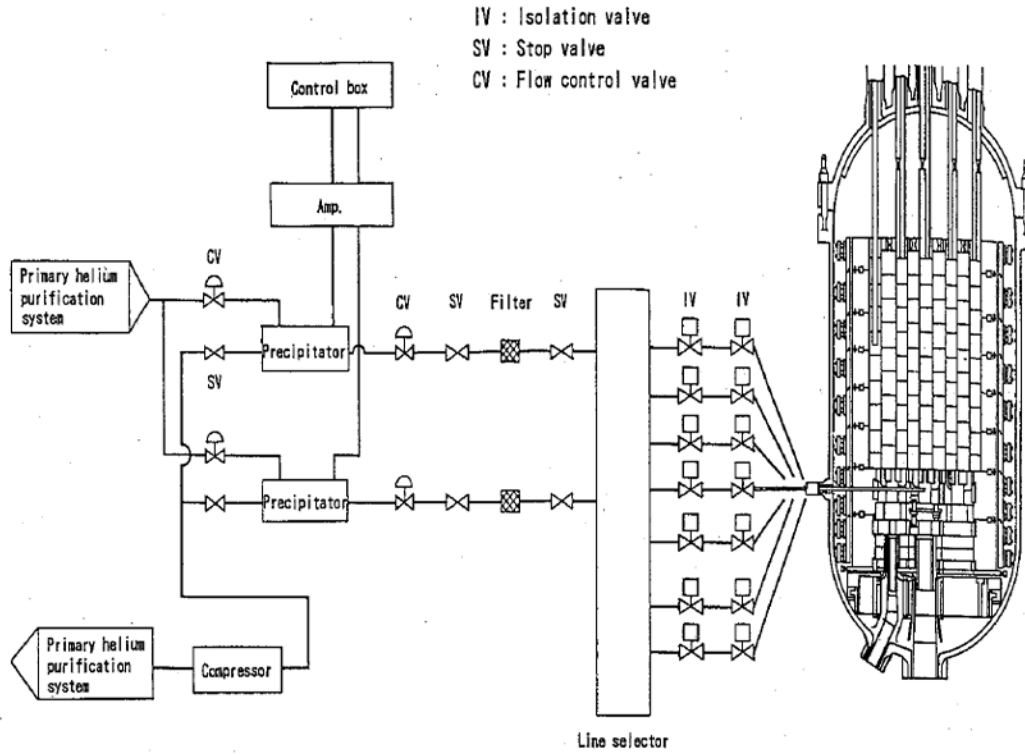 IV : Isolation valve
SV : Stop valve
CV : Flow control valve
Control box
Amp.
CV
Primary helium
purification
system
CV
SV
Filter
SV
IV
IV
Precipitator
SV
Precipitator
Primary helium
purification
system
Compressor
Line selector